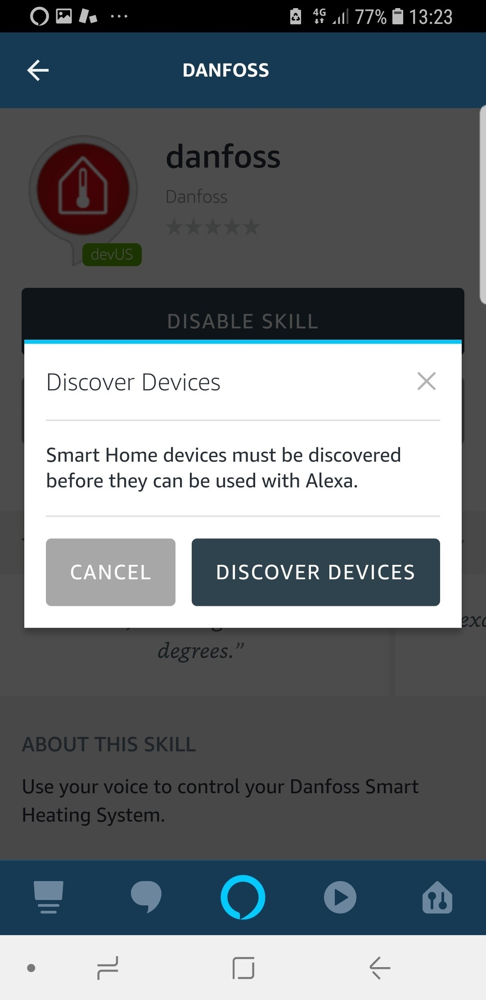 4G 77% 13:23
DANFOSS
danfoss
Danfoss
devUS
DISABLE SKILL
Discover Devices
Smart Home devices must be discovered
before they can be used with Alexa.
CANCEL
DISCOVER DEVICES
degrees.”
ABOUT THIS SKILL
Use your voice to control your Danfoss Smart
Heating System.